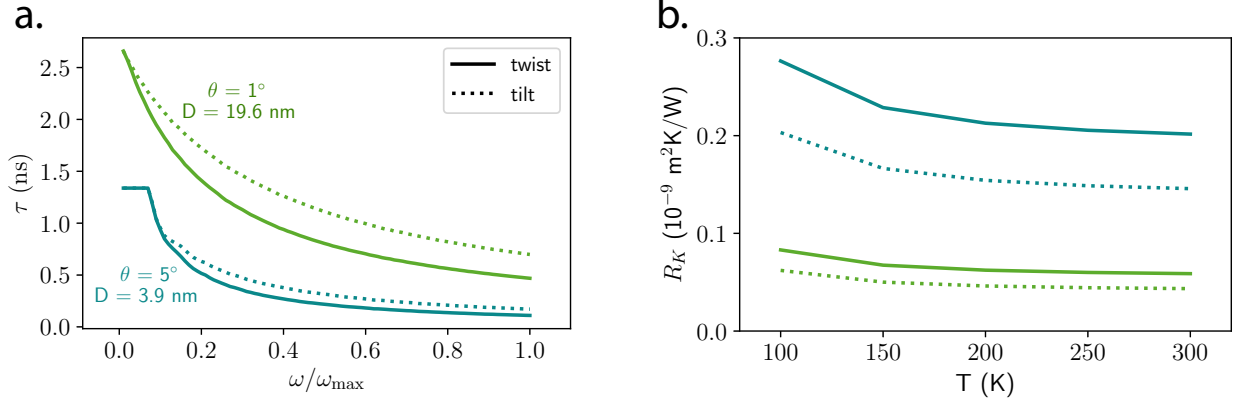 a.
2.5
2.0
1.5
1.0
0.5
0.0
τ (ns)
θ = 1°
D = 19.6 nm
θ = 5°
D = 3.9 nm
twist
tilt
0.0 0.2 0.4 0.6 0.8 1.0
ω/ω_max
b.
0.3
0.2
0.1
0.0
R_K (10⁻⁹ m²K/W)
100 150 200 250 300
T (K)